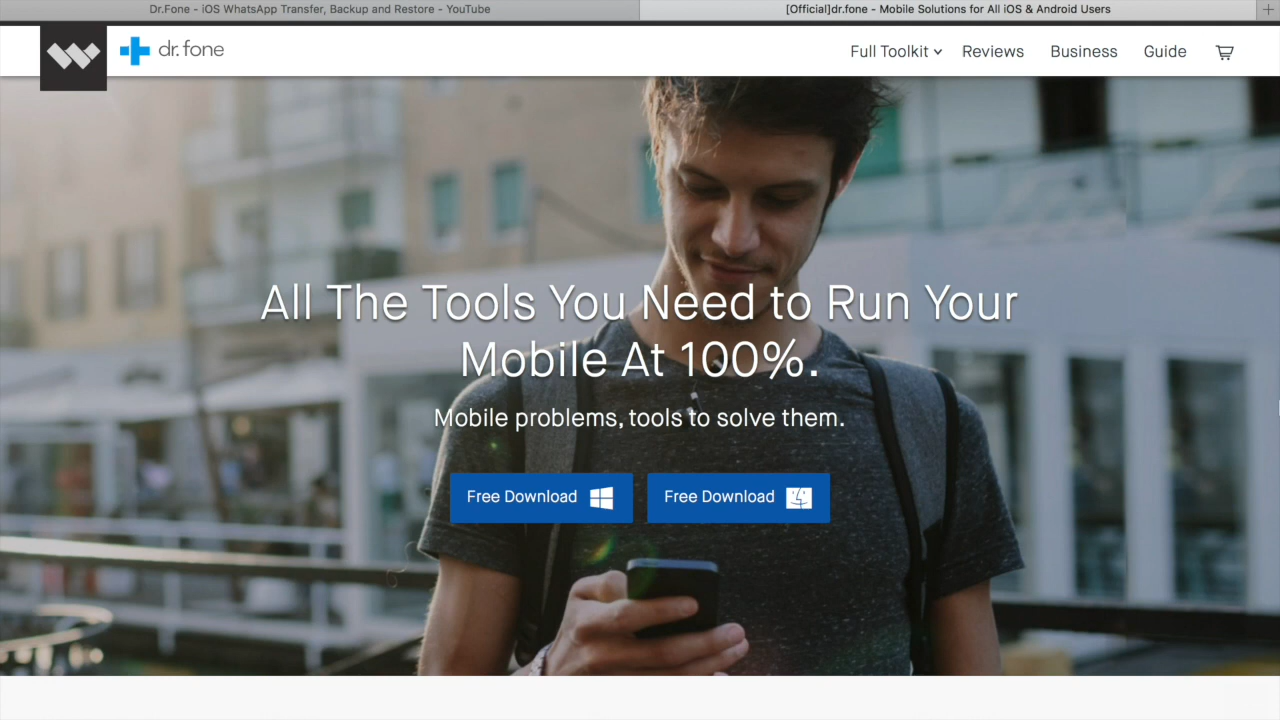 Dr.Fone - iOS WhatsApp Transfer, Backup and Restore - YouTube
[Official]dr.fone - Mobile Solutions for All iOS & Android Users
dr.fone
Full Toolkit
Reviews
Business
Guide
All The Tools You Need to Run Your
Mobile At 100%.
Mobile problems, tools to solve them.
Free Download
Free Download